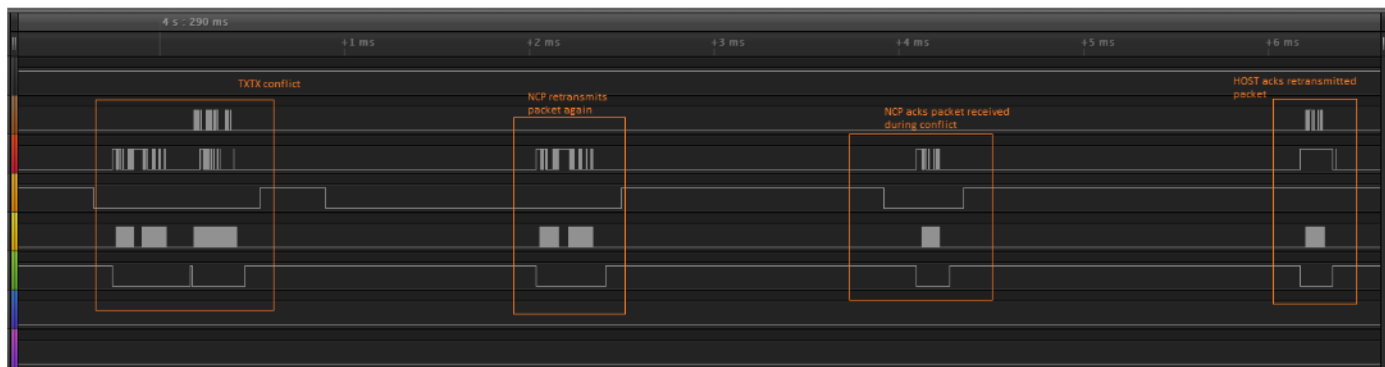 4 s : 290 ms
+1 ms
+2 ms
+3 ms
+4 ms
+5 ms
+6 ms
TXTX conflict
NCP retransmits
packet again
NCP acks packet received
during conflict
HOST acks retransmitted
packet